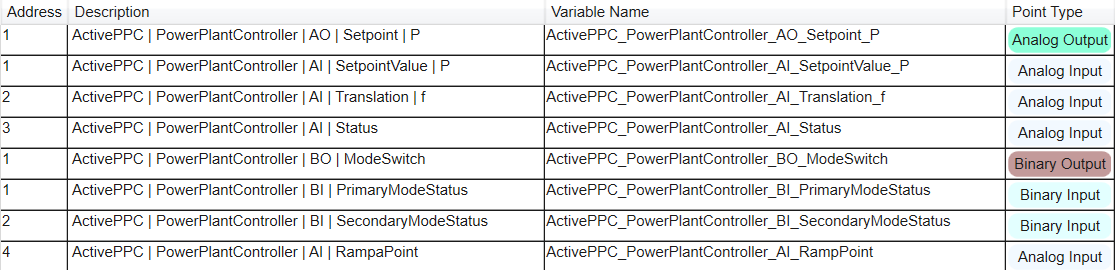 Address Description Variable Name Point Type
1 ActivePPC | PowerPlantController | AO | Setpoint | P ActivePPC_PowerPlantController_AO_Setpoint_P Analog Output
1 ActivePPC | PowerPlantController | AI | SetpointValue | P ActivePPC_PowerPlantController_AI_SetpointValue_P Analog Input
2 ActivePPC | PowerPlantController | AI | Translation | f ActivePPC_PowerPlantController_AI_Translation_f Analog Input
3 ActivePPC | PowerPlantController | AI | Status ActivePPC_PowerPlantController_AI_Status Analog Input
1 ActivePPC | PowerPlantController | BO | ModeSwitch ActivePPC_PowerPlantController_BO_ModeSwitch Binary Output
1 ActivePPC | PowerPlantController | BI | PrimaryModeStatus ActivePPC_PowerPlantController_BI_PrimaryModeStatus Binary Input
2 ActivePPC | PowerPlantController | BI | SecondaryModeStatus ActivePPC_PowerPlantController_BI_SecondaryModeStatus Binary Input
4 ActivePPC | PowerPlantController | AI | RampaPoint ActivePPC_PowerPlantController_AI_RampPoint Analog Input